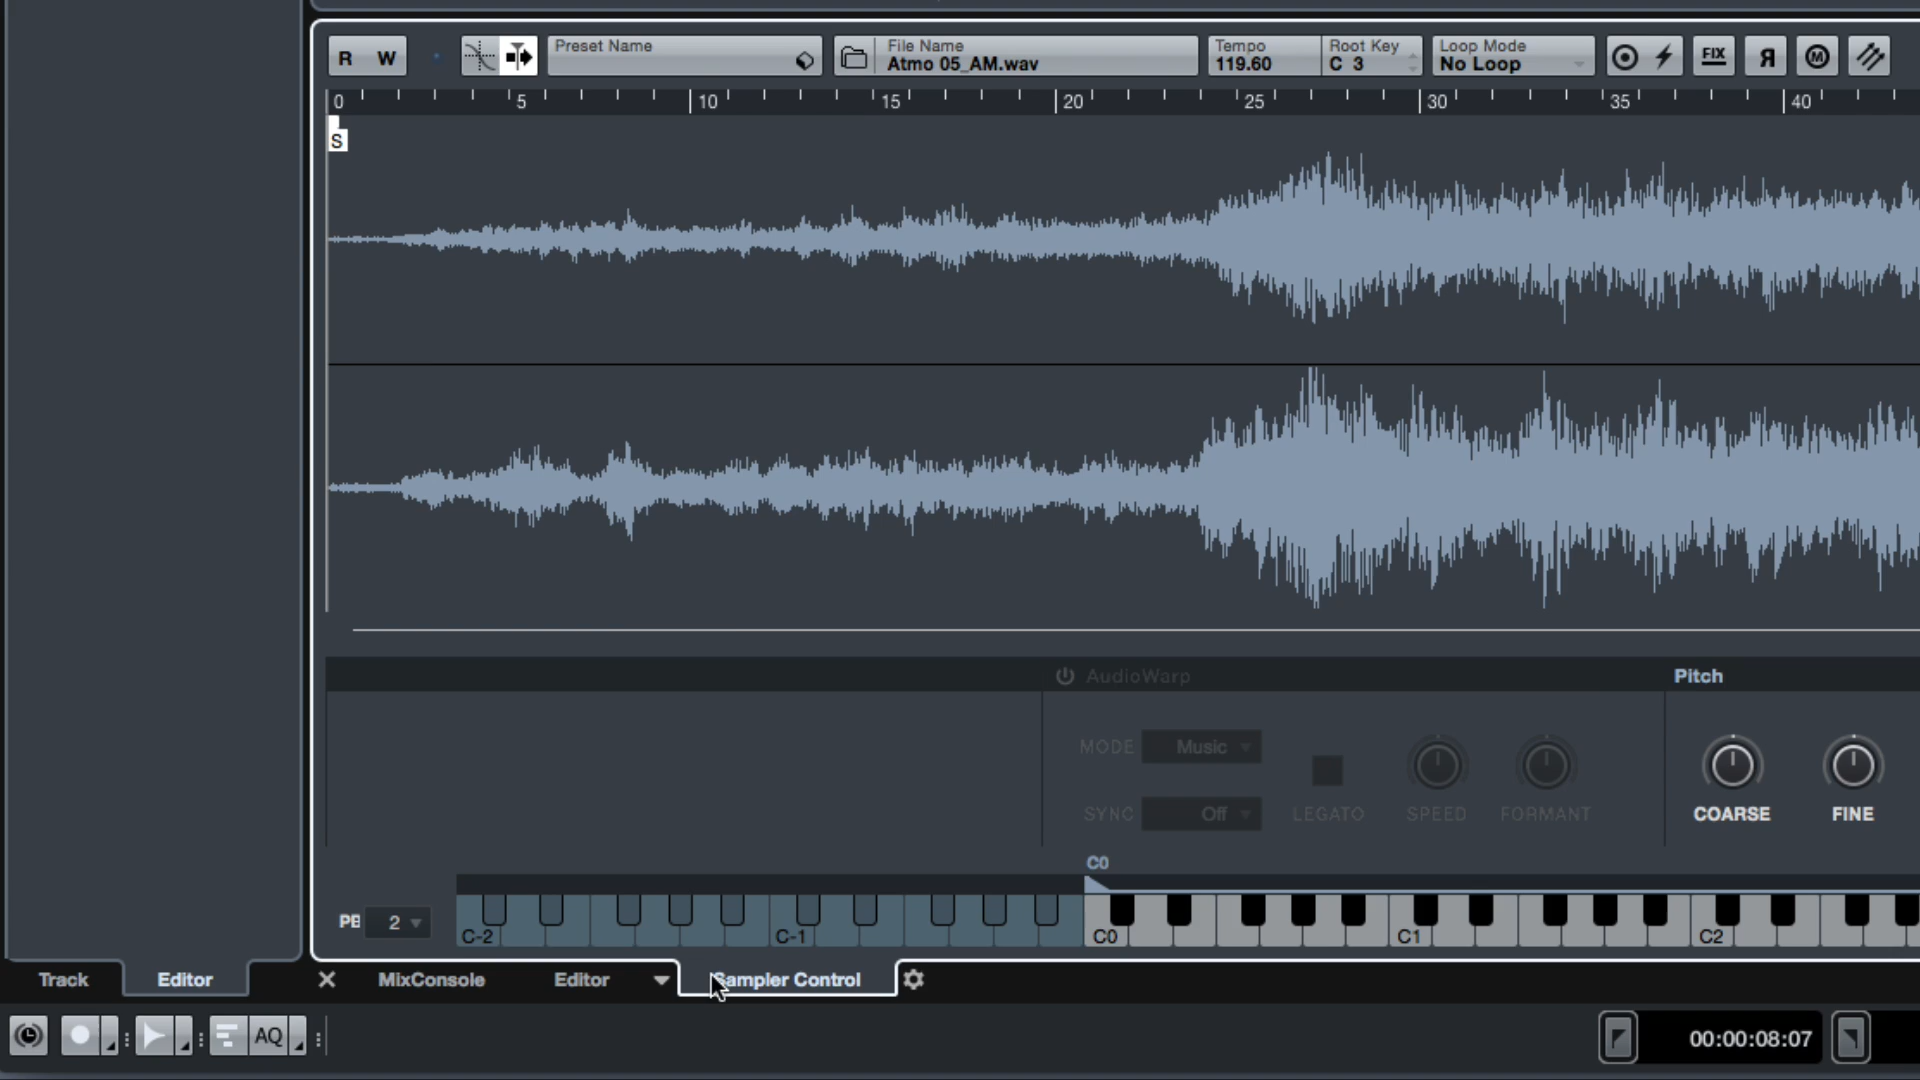 R W
Preset Name
File Name
Atmo 05_AM.wav
Tempo
119.60
Root Key
C 3
Loop Mode
No Loop
FIX
R
M
0 5 10 15 20 25 30 35 40
S
AudioWarp
Pitch
MODE Music
SYNC Off
LEGATO SPEED FORMANT
COARSE FINE
C0
PB 2
C-2 C-1 C0 C1 C2
Track Editor MixConsole Editor Sampler Control
AQ
00:00:08:07